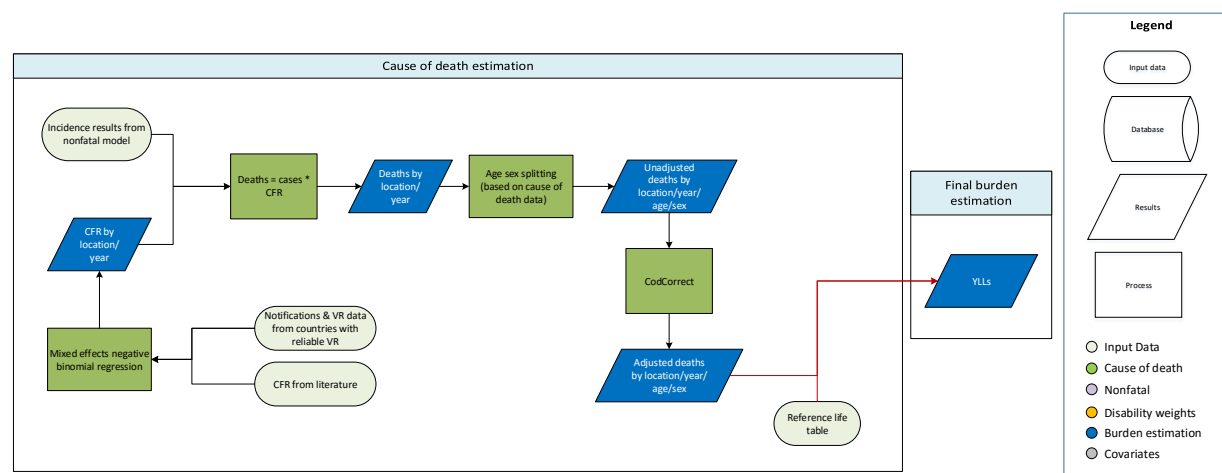 Cause of death estimation
Incidence results from
nonfatal model
Deaths = cases *
CFR
Deaths by
location/
year
Age sex splitting
(based on cause of
death data)
Unadjusted
deaths by
location/year/
age/sex
CFR by
location/
year
CodCorrect
Mixed effects negative
binomial regression
Notifications & VR data
from countries with
reliable VR
CFR from literature
Adjusted deaths
by location/year/
age/sex
Reference life
table
Final burden
estimation
YLLs
Legend
Input data
Database
Results
Process
Input Data
Cause of death
Nonfatal
Disability weights
Burden estimation
Covariates